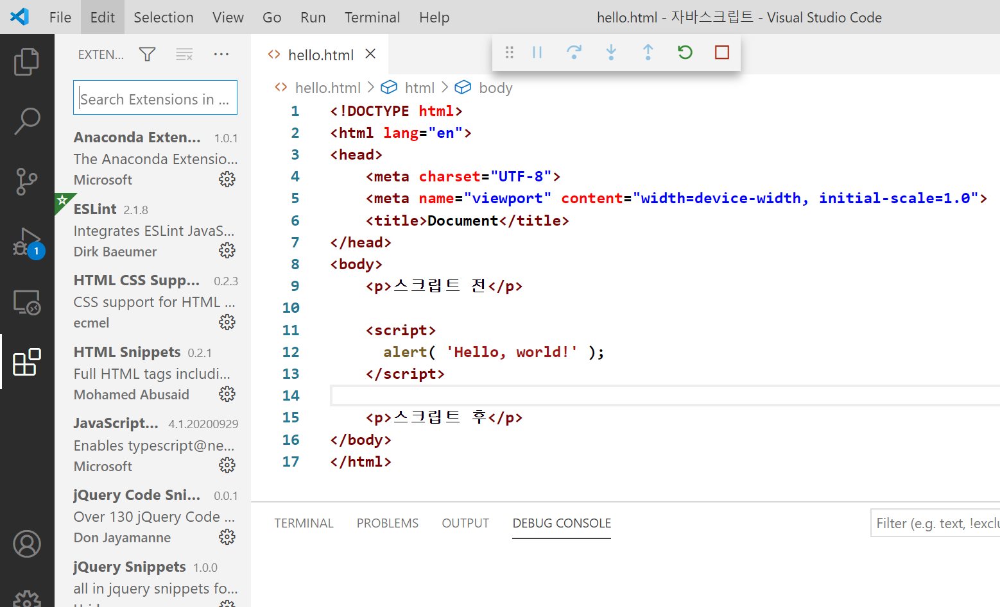 File Edit Selection View Go Run Terminal Help hello.html - 자바스크립트 - Visual Studio Code
EXTEN...
Search Extensions in ...
Anaconda Exten... 1.0.1
The Anaconda Extensio...
Microsoft
ESLint 2.1.8
Integrates ESLint JavaS...
Dirk Baeumer
HTML CSS Supp... 0.2.3
CSS support for HTML ...
ecmel
HTML Snippets 0.2.1
Full HTML tags includi...
Mohamed Abusaid
JavaScript... 4.1.20200929
Enables typescript@ne...
Microsoft
jQuery Code Sni... 0.0.1
Over 130 jQuery Code ...
Don Jayamanne
jQuery Snippets 1.0.0
all in jquery snippets fo...
1
hello.html
hello.html > html > body
1 <!DOCTYPE html>
2 <html lang="en">
3 <head>
4 <meta charset="UTF-8">
5 <meta name="viewport" content="width=device-width, initial-scale=1.0">
6 <title>Document</title>
7 </head>
8 <body>
9 <p>스크립트 전</p>
10
11 <script>
12 alert( 'Hello, world!' );
13 </script>
14
15 <p>스크립트 후</p>
16 </body>
17 </html>
TERMINAL PROBLEMS OUTPUT DEBUG CONSOLE
Filter (e.g. text, !exclu